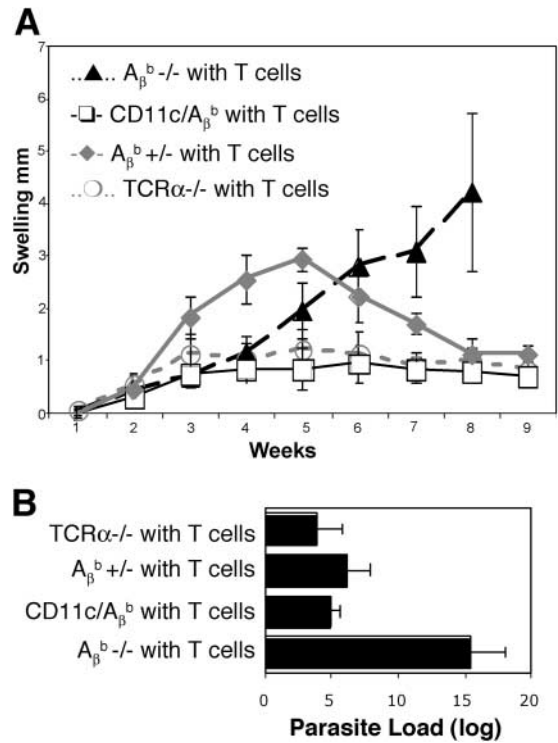 A
7
6
5
4
3
2
1
0
Swelling mm
..▲.. Aβᵇ -/- with T cells
-□- CD11c/Aβᵇ with T cells
-◆- Aβᵇ +/- with T cells
..○.. TCRα-/- with T cells
1 2 3 4 5 6 7 8 9
Weeks
B
TCRα-/- with T cells
Aβᵇ +/- with T cells
CD11c/Aβᵇ with T cells
Aβᵇ -/- with T cells
0 5 10 15 20
Parasite Load (log)